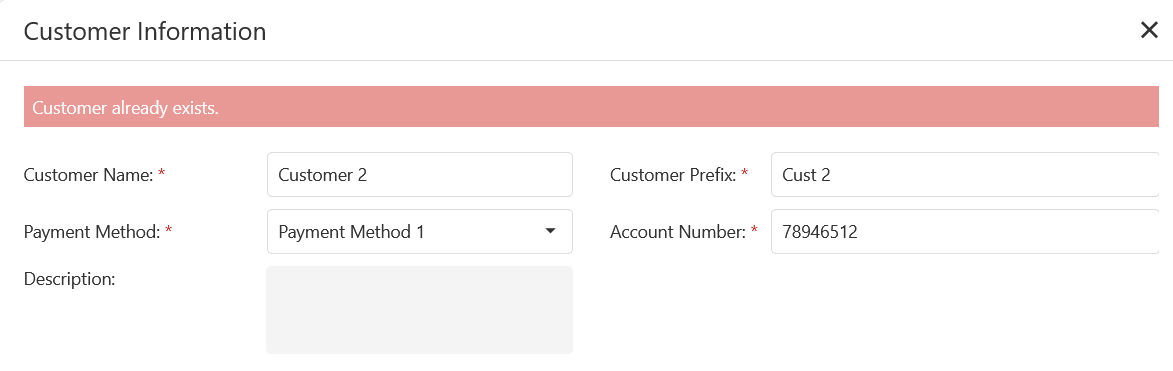 Customer Information
Customer already exists.
Customer Name: * Customer 2 Customer Prefix: * Cust 2
Payment Method: * Payment Method 1 Account Number: * 78946512
Description: